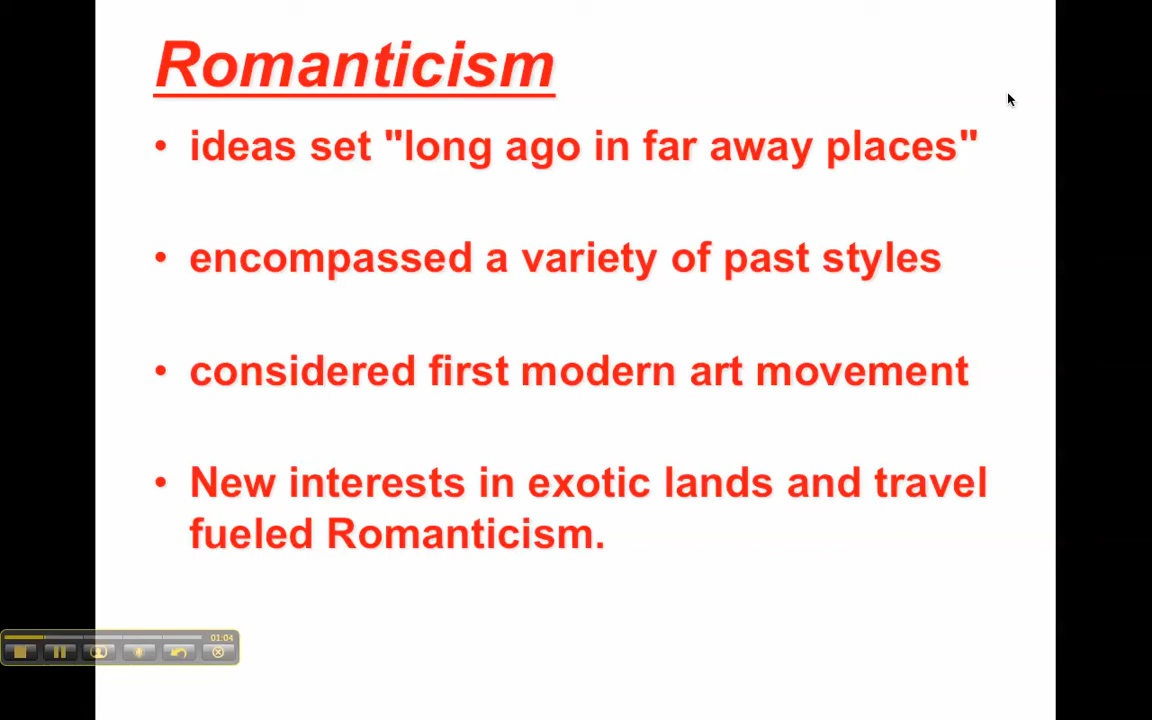 Romanticism
• ideas set "long ago in far away places"
• encompassed a variety of past styles
• considered first modern art movement
• New interests in exotic lands and travel
fueled Romanticism.
01:04